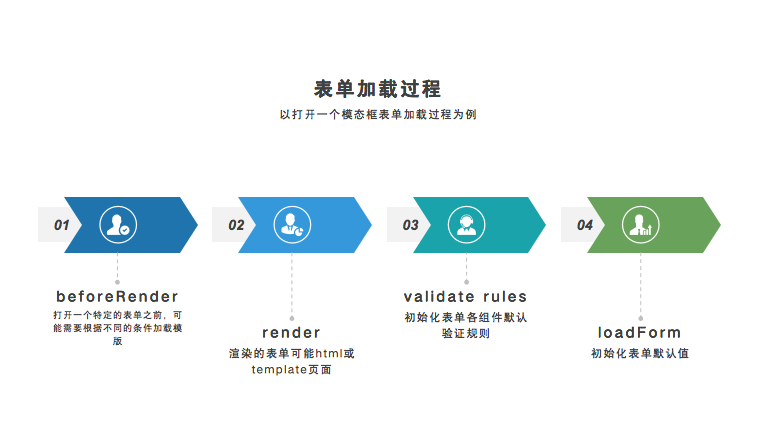 表单加载过程
以打开一个模态框表单加载过程为例
01
02
03
04
beforeRender
打开一个特定的表单之前，可
能需要根据不同的条件加载模
版
render
渲染的表单可能html或
template页面
validate rules
初始化表单各组件默认
验证规则
loadForm
初始化表单默认值